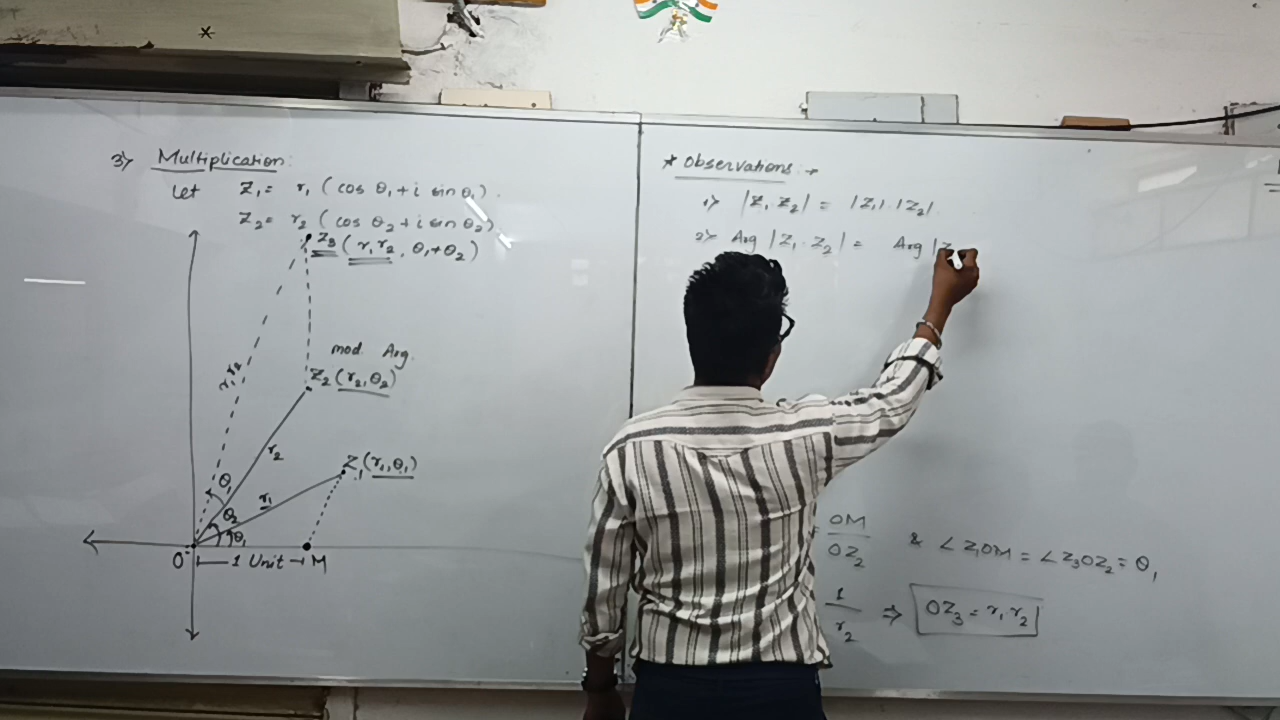 3) Multiplication:
Let Z₁ = r₁ (cos θ₁ + i sin θ₁).
Z₂ = r₂ (cos θ₂ + i sin θ₂)
Z₃ (r₁r₂, θ₁+θ₂)
r₁r₂
mod Arg.
Z₂ (r₂, θ₂)
r₂
Z₁ (r₁, θ₁)
θ₁
r₁
θ₂
θ₁
O 1 Unit M
* Observations :→
1) |Z₁ Z₂| = |Z₁|.|Z₂|.
2) Arg |Z₁ . Z₂| = Arg |Z
= OM/OZ₂ & ∠Z₁OM = ∠Z₃OZ₂ = θ₁
1/r₂ ⇒ OZ₃ = r₁r₂